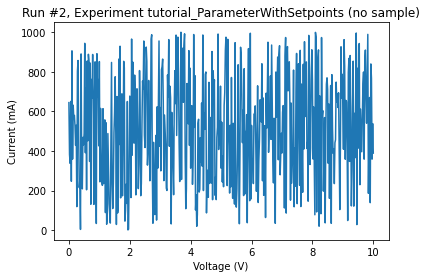 Run #2, Experiment tutorial_ParameterWithSetpoints (no sample)
1000
800
600
400
200
0
Current (mA)
0 2 4 6 8 10
Voltage (V)